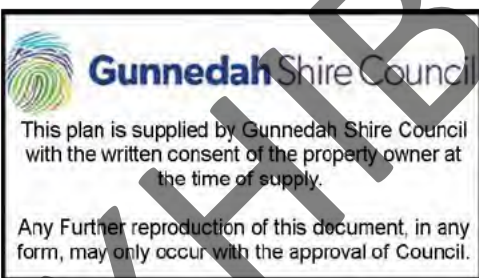 Gunnedah Shire Council
This plan is supplied by Gunnedah Shire Council
with the written consent of the property owner at
the time of supply.
Any Further reproduction of this document, in any
form, may only occur with the approval of Council.